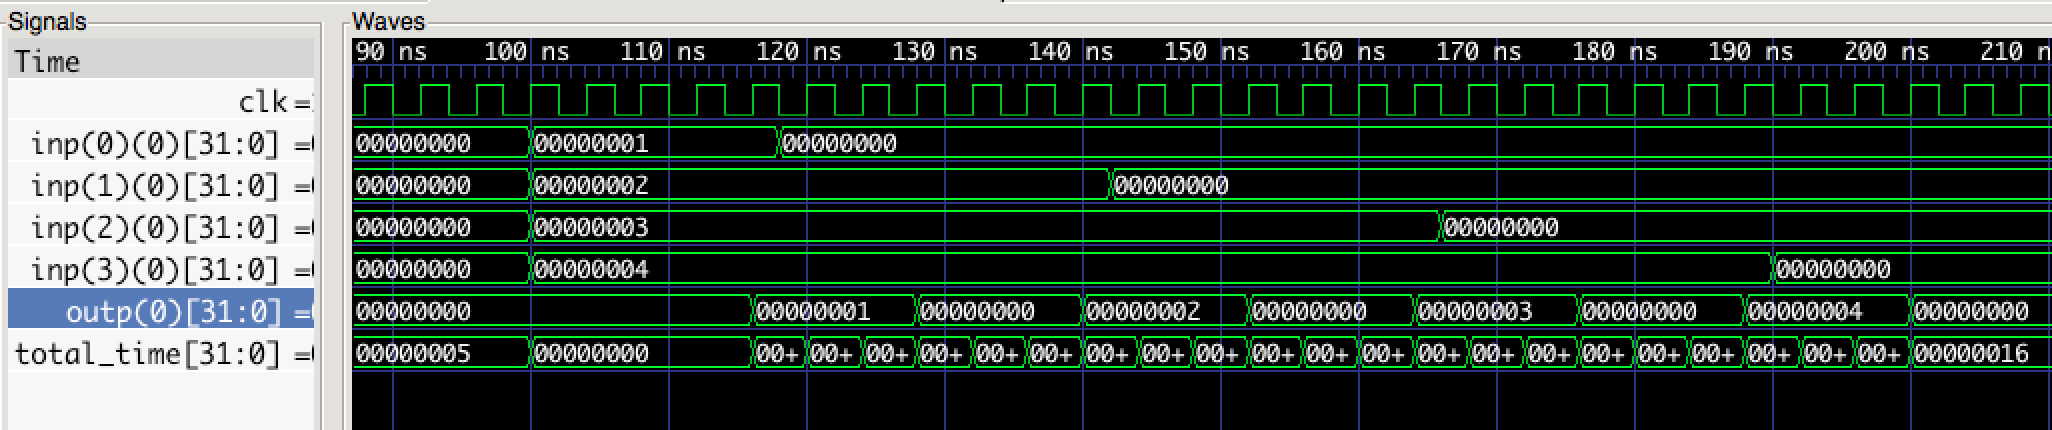 Signals Waves
Time 90 ns 100 ns 110 ns 120 ns 130 ns 140 ns 150 ns 160 ns 170 ns 180 ns 190 ns 200 ns 210 n
clk =
inp(0)(0)[31:0] = 00000000 00000001 00000000
inp(1)(0)[31:0] = 00000000 00000002 00000000
inp(2)(0)[31:0] = 00000000 00000003 00000000
inp(3)(0)[31:0] = 00000000 00000004 00000000
outp(0)[31:0] = 00000000 00000001 00000000 00000002 00000000 00000003 00000000 00000004 00000000
total_time[31:0] = 00000005 00000000 00+ 00+ 00+ 00+ 00+ 00+ 00+ 00+ 00+ 00+ 00+ 00+ 00+ 00+ 00+ 00+ 00+ 00+ 00+ 00+ 00+ 00000016